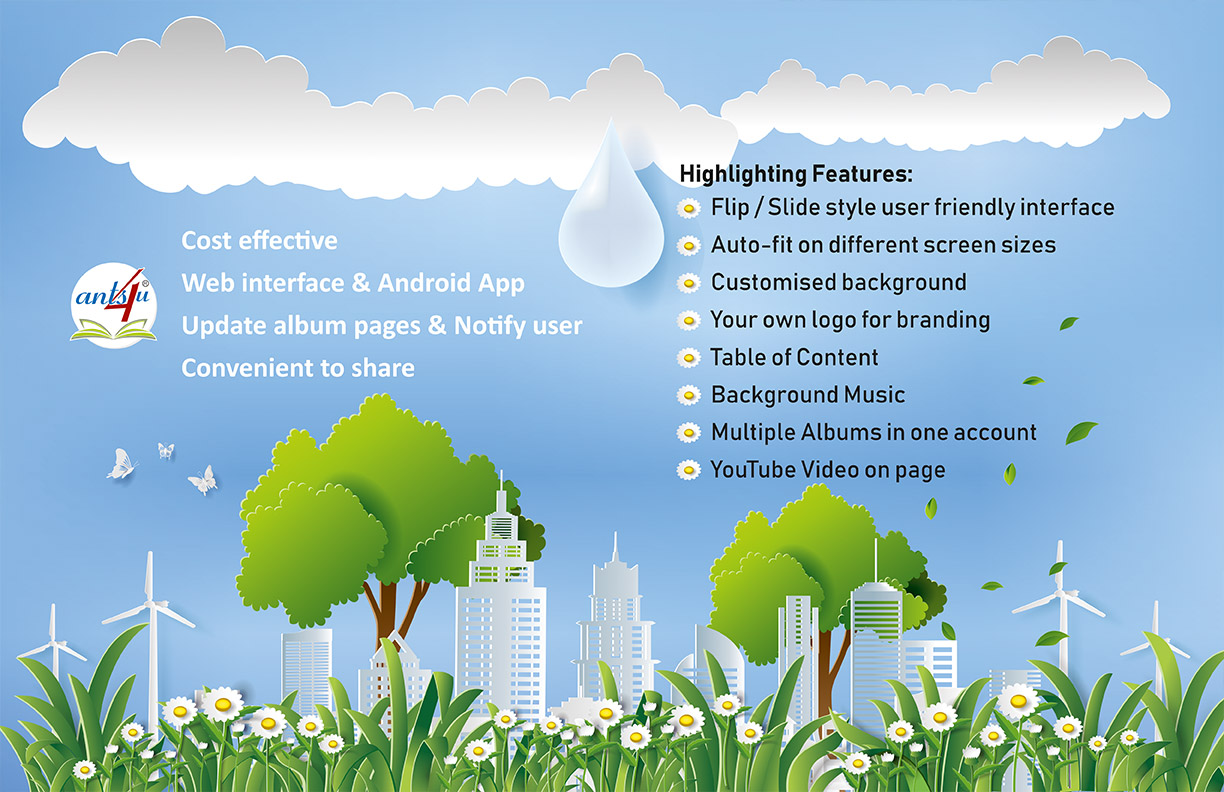 Cost effective
Web interface & Android App
Update album pages & Notify user
Convenient to share
ants4u®
Highlighting Features:
Flip / Slide style user friendly interface
Auto-fit on different screen sizes
Customised background
Your own logo for branding
Table of Content
Background Music
Multiple Albums in one account
YouTube Video on page